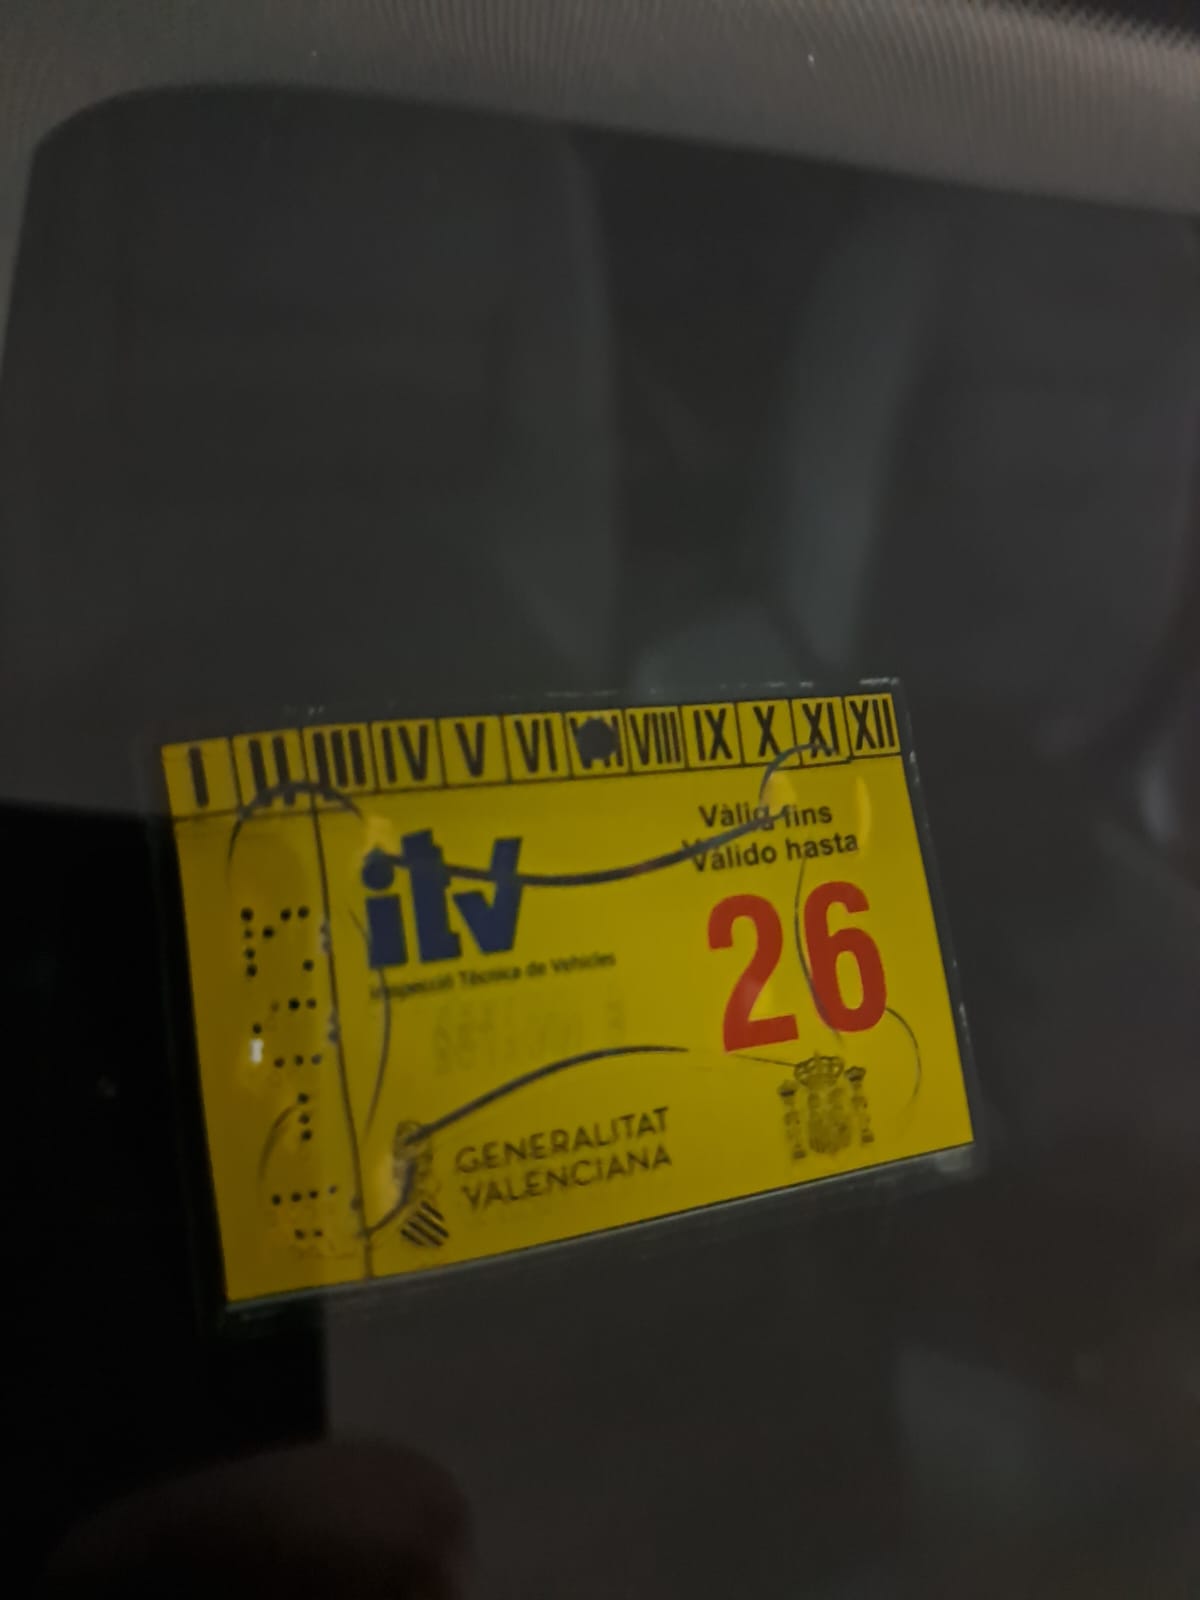 I II III IV V VI VII VIII IX X XI XII
Vàlid fins
Válido hasta
itv
26
Inspecció Tècnica de Vehicles
GENERALITAT
VALENCIANA